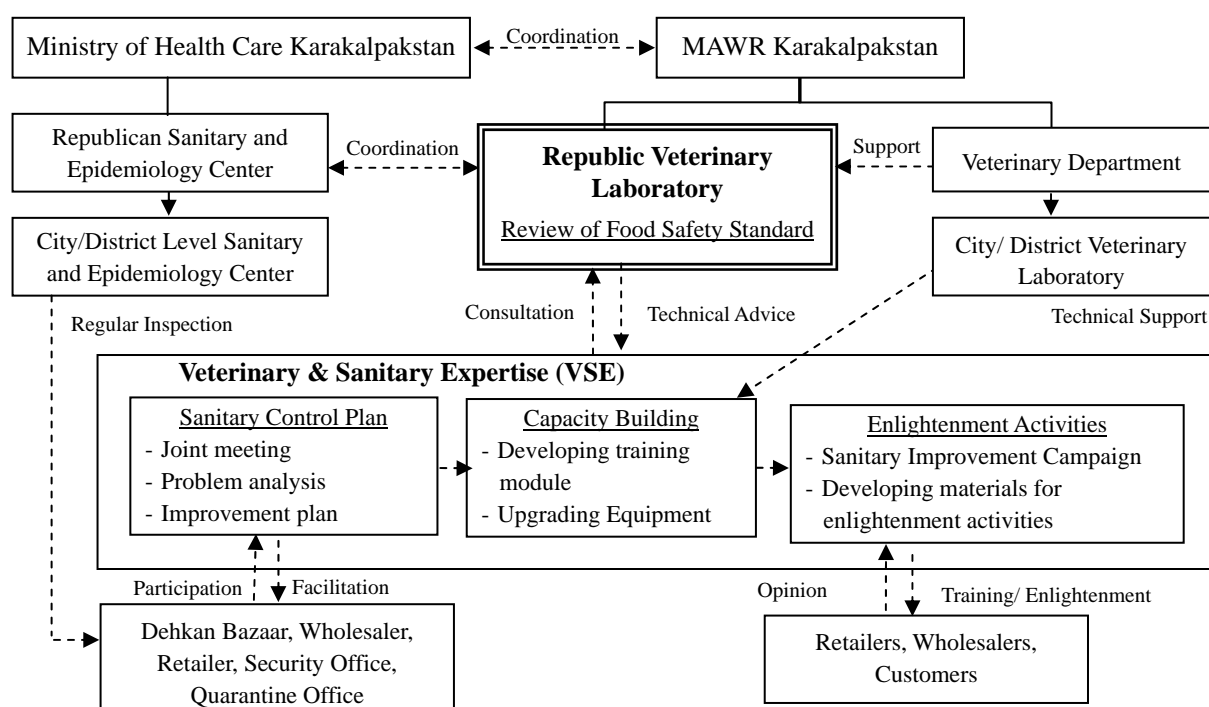 Ministry of Health Care Karakalpakstan
Coordination
MAWR Karakalpakstan
Republican Sanitary and
Epidemiology Center
Coordination
Republic Veterinary
Laboratory
Review of Food Safety Standard
Support
Veterinary Department
City/District Level Sanitary
and Epidemiology Center
City/ District Veterinary
Laboratory
Regular Inspection
Consultation
Technical Advice
Technical Support
Veterinary & Sanitary Expertise (VSE)
Sanitary Control Plan
- Joint meeting
- Problem analysis
- Improvement plan
Capacity Building
- Developing training
module
- Upgrading Equipment
Enlightenment Activities
- Sanitary Improvement Campaign
- Developing materials for
enlightenment activities
Participation
Facilitation
Opinion
Training/ Enlightenment
Dehkan Bazaar, Wholesaler,
Retailer, Security Office,
Quarantine Office
Retailers, Wholesalers,
Customers